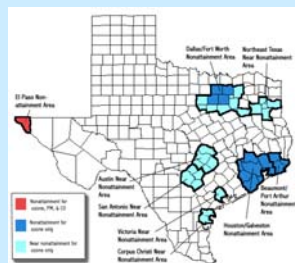 Dallas/Fort Worth
Nonattainment
Area
Northeast Texas
Near Nonattainment
Area
El Paso Non-
attainment Area
Austin Near
Nonattainment
Area
San Antonio Near
Nonattainment Area
Victoria Near
Nonattainment Area
Corpus Christi Near
Nonattainment Area
Beaumont/
Port Arthur
Nonattainment
Area
Houston/Galveston
Nonattainment Area
Nonattainment for
ozone, PM, & CO
Nonattainment for
ozone only
Near nonattainment for
ozone only